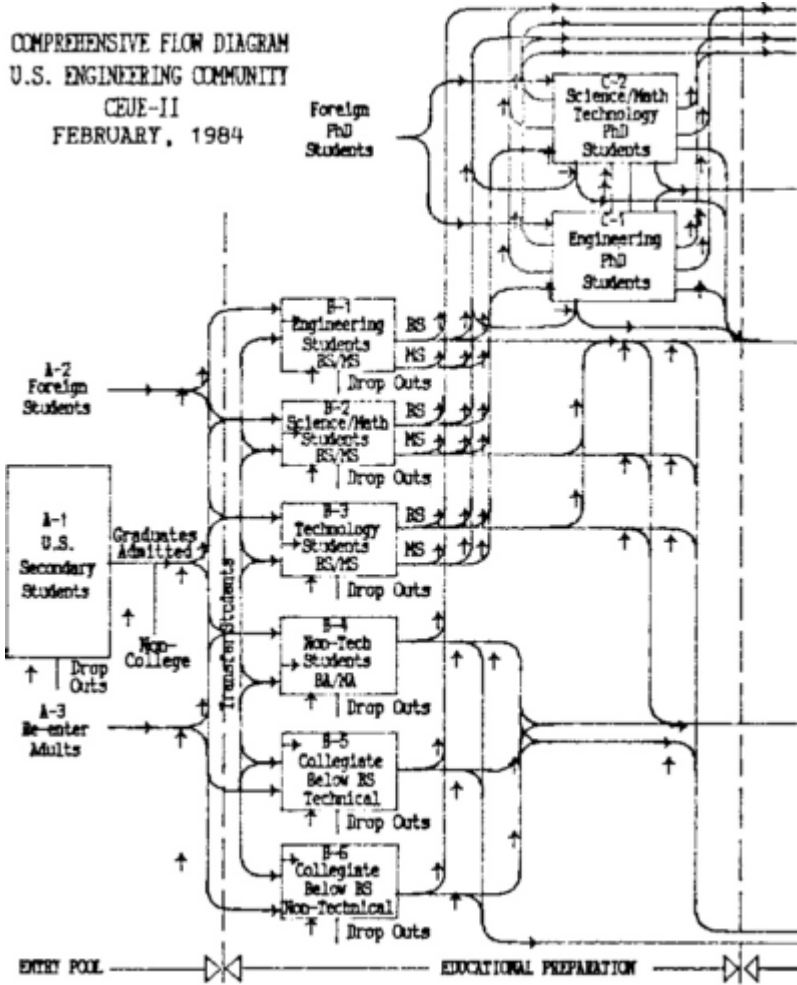 COMPREHENSIVE FLOW DIAGRAM
U.S. ENGINEERING COMMUNITY
CEUE-II
FEBRUARY, 1984
Foreign
PhD
Students
C-2
Science/Math
Technology
PhD
Students
C-1
Engineering
PhD
Students
A-2
Foreign
Students
A-1
U.S.
Secondary
Students
Graduates
Admitted
Non-
College
Drop
Outs
A-3
Re-enter
Adults
Transfer Students
B-1
Engineering
Students
BS/MS
BS
MS
Drop Outs
B-2
Science/Math
Students
BS/MS
BS
MS
Drop Outs
B-3
Technology
Students
BS/MS
BS
MS
Drop Outs
B-4
Non-Tech
Students
BA/MA
Drop Outs
B-5
Collegiate
Below BS
Technical
Drop Outs
B-6
Collegiate
Below BS
Non-Technical
Drop Outs
ENTRY POOL
EDUCATIONAL PREPARATION